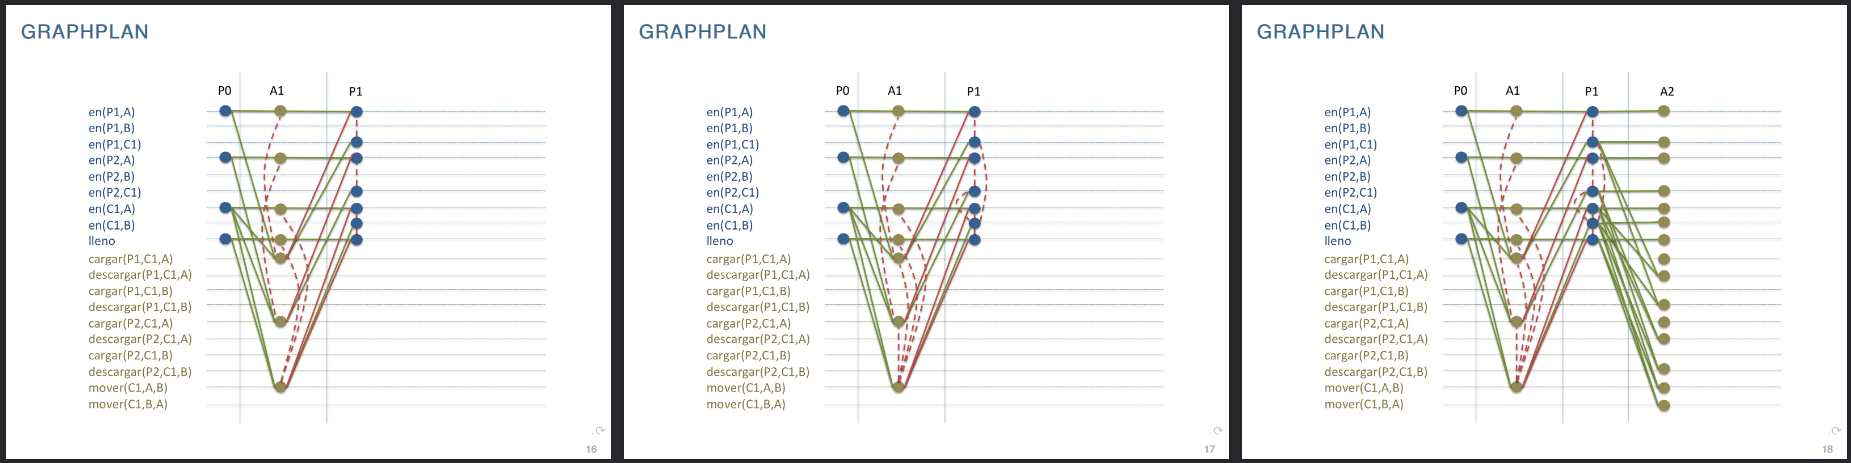 GRAPHPLAN
P0 A1 P1
en(P1,A)
en(P1,B)
en(P1,C1)
en(P2,A)
en(P2,B)
en(P2,C1)
en(C1,A)
en(C1,B)
lleno
cargar(P1,C1,A)
descargar(P1,C1,A)
cargar(P1,C1,B)
descargar(P1,C1,B)
cargar(P2,C1,A)
descargar(P2,C1,A)
cargar(P2,C1,B)
descargar(P2,C1,B)
mover(C1,A,B)
mover(C1,B,A)
16
GRAPHPLAN
P0 A1 P1
en(P1,A)
en(P1,B)
en(P1,C1)
en(P2,A)
en(P2,B)
en(P2,C1)
en(C1,A)
en(C1,B)
lleno
cargar(P1,C1,A)
descargar(P1,C1,A)
cargar(P1,C1,B)
descargar(P1,C1,B)
cargar(P2,C1,A)
descargar(P2,C1,A)
cargar(P2,C1,B)
descargar(P2,C1,B)
mover(C1,A,B)
mover(C1,B,A)
17
GRAPHPLAN
P0 A1 P1 A2
en(P1,A)
en(P1,B)
en(P1,C1)
en(P2,A)
en(P2,B)
en(P2,C1)
en(C1,A)
en(C1,B)
lleno
cargar(P1,C1,A)
descargar(P1,C1,A)
cargar(P1,C1,B)
descargar(P1,C1,B)
cargar(P2,C1,A)
descargar(P2,C1,A)
cargar(P2,C1,B)
descargar(P2,C1,B)
mover(C1,A,B)
mover(C1,B,A)
18